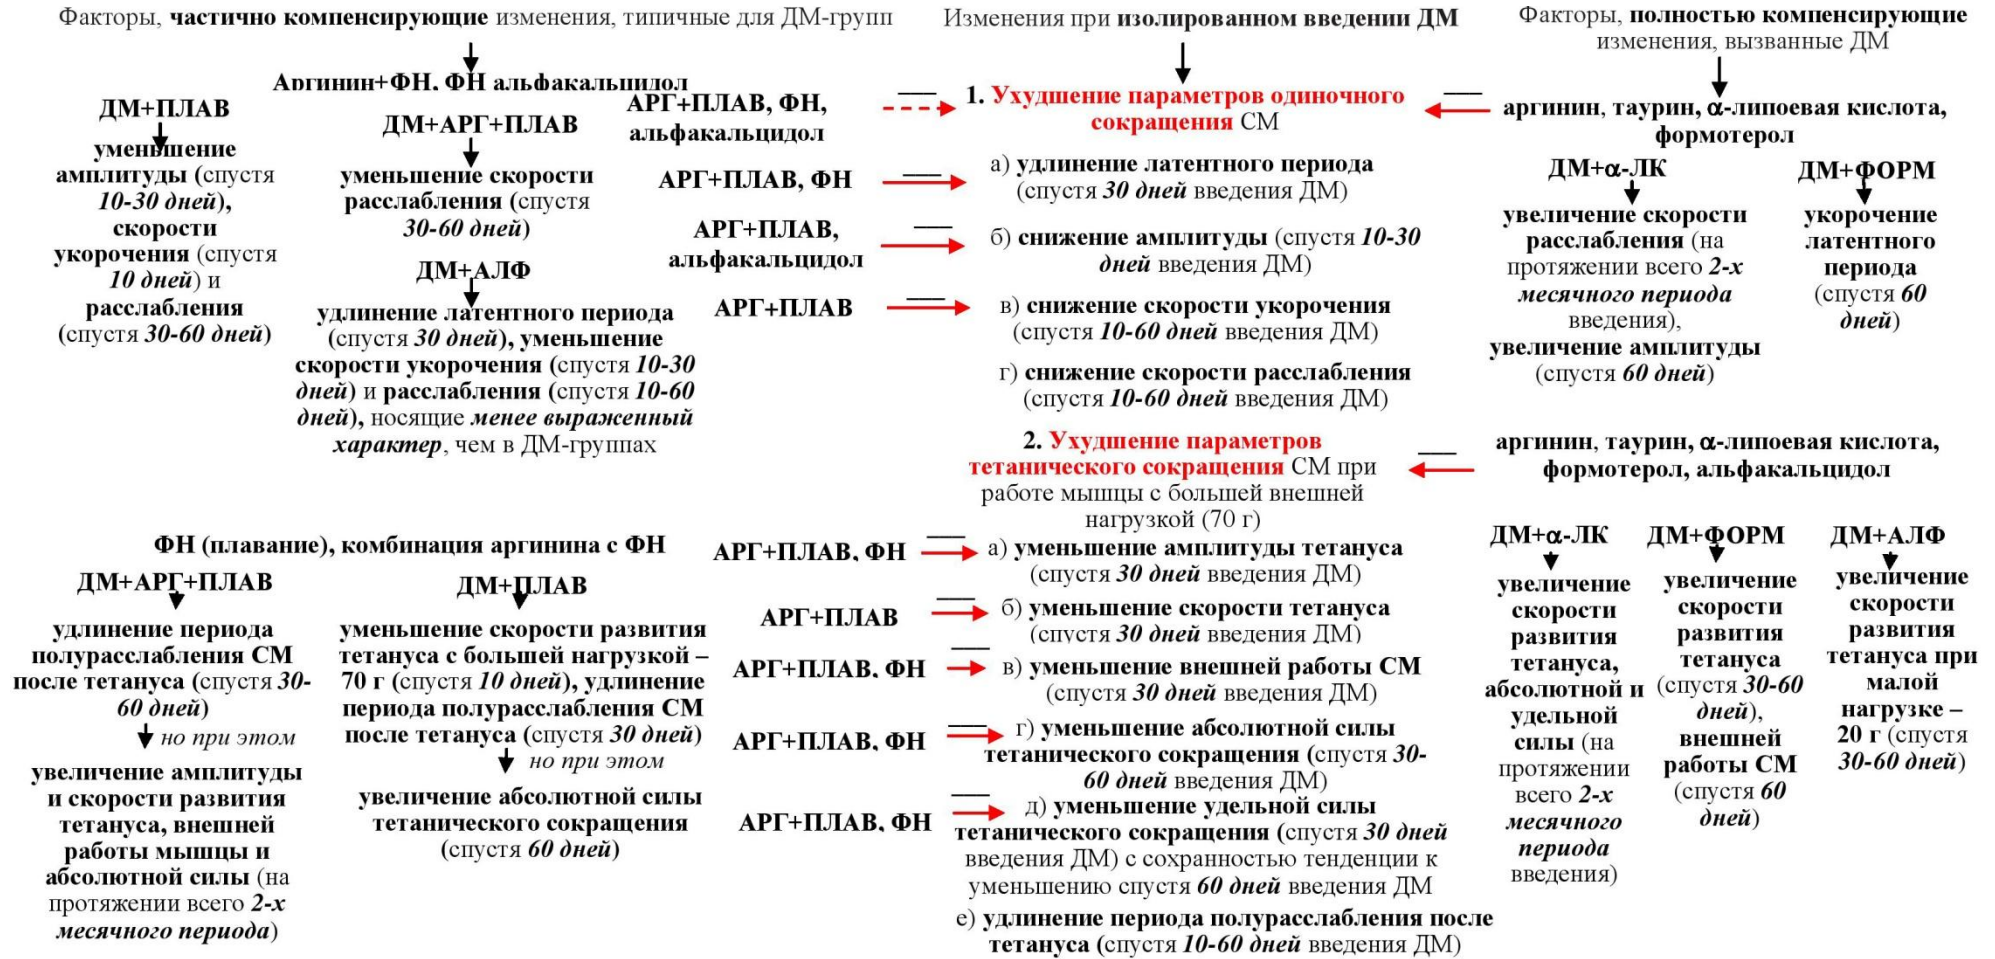 Факторы, частично компенсирующие изменения, типичные для ДМ-групп
Аргинин+ФН, ФН альфакальцидол
ДМ+ПЛАВ
уменьшение
амплитуды (спустя
10-30 дней),
скорости
укорочения (спустя
10 дней) и
расслабления
(спустя 30-60 дней)
ДМ+АРГ+ПЛАВ
уменьшение скорости
расслабления (спустя
30-60 дней)
ДМ+АЛФ
удлинение латентного периода
(спустя 30 дней), уменьшение
скорости укорочения (спустя 10-30
дней) и расслабления (спустя 10-60
дней), носящие менее выраженный
характер, чем в ДМ-группах
АРГ+ПЛАВ, ФН,
альфакальцидол
АРГ+ПЛАВ, ФН
АРГ+ПЛАВ,
альфакальцидол
АРГ+ПЛАВ
Изменения при изолированном введении ДМ
1. Ухудшение параметров одиночного
сокращения СМ
а) удлинение латентного периода
(спустя 30 дней введения ДМ)
б) снижение амплитуды (спустя 10-30
дней введения ДМ)
в) снижение скорости укорочения
(спустя 10-60 дней введения ДМ)
г) снижение скорости расслабления
(спустя 10-60 дней введения ДМ)
Факторы, полностью компенсирующие
изменения, вызванные ДМ
аргинин, таурин, α-липоевая кислота,
формотерол
ДМ+α-ЛК
увеличение скорости
расслабления (на
протяжении всего 2-х
месячного периода
введения),
увеличение амплитуды
(спустя 60 дней)
ДМ+ФОРМ
укорочение
латентного
периода
(спустя 60
дней)
2. Ухудшение параметров
тетанического сокращения СМ при
работе мышцы с большей внешней
нагрузкой (70 г)
аргинин, таурин, α-липоевая кислота,
формотерол, альфакальцидол
ФН (плавание), комбинация аргинина с ФН
ДМ+АРГ+ПЛАВ
удлинение периода
полурасслабления СМ
после тетануса (спустя 30-
60 дней)
но при этом
увеличение амплитуды
и скорости развития
тетануса, внешней
работы мышцы и
абсолютной силы (на
протяжении всего 2-х
месячного периода)
ДМ+ПЛАВ
уменьшение скорости развития
тетануса с большей нагрузкой –
70 г (спустя 10 дней), удлинение
периода полурасслабления СМ
после тетануса (спустя 30 дней)
но при этом
увеличение абсолютной силы
тетанического сокращения
(спустя 60 дней)
АРГ+ПЛАВ, ФН
АРГ+ПЛАВ
АРГ+ПЛАВ, ФН
АРГ+ПЛАВ, ФН
АРГ+ПЛАВ, ФН
а) уменьшение амплитуды тетануса
(спустя 30 дней введения ДМ)
б) уменьшение скорости тетануса
(спустя 30 дней введения ДМ)
в) уменьшение внешней работы СМ
(спустя 30 дней введения ДМ)
г) уменьшение абсолютной силы
тетанического сокращения (спустя 30-
60 дней введения ДМ)
д) уменьшение удельной силы
тетанического сокращения (спустя 30 дней
введения ДМ) с сохранностью тенденции к
уменьшению спустя 60 дней введения ДМ
е) удлинение периода полурасслабления после
тетануса (спустя 10-60 дней введения ДМ)
ДМ+α-ЛК
увеличение
скорости
развития
тетануса,
абсолютной и
удельной
силы (на
протяжении
всего 2-х
месячного
периода
введения)
ДМ+ФОРМ
увеличение
скорости
развития
тетануса
(спустя 30-60
дней),
внешней
работы СМ
(спустя 60
дней)
ДМ+АЛФ
увеличение
скорости
развития
тетануса при
малой
нагрузке –
20 г (спустя
30-60 дней)